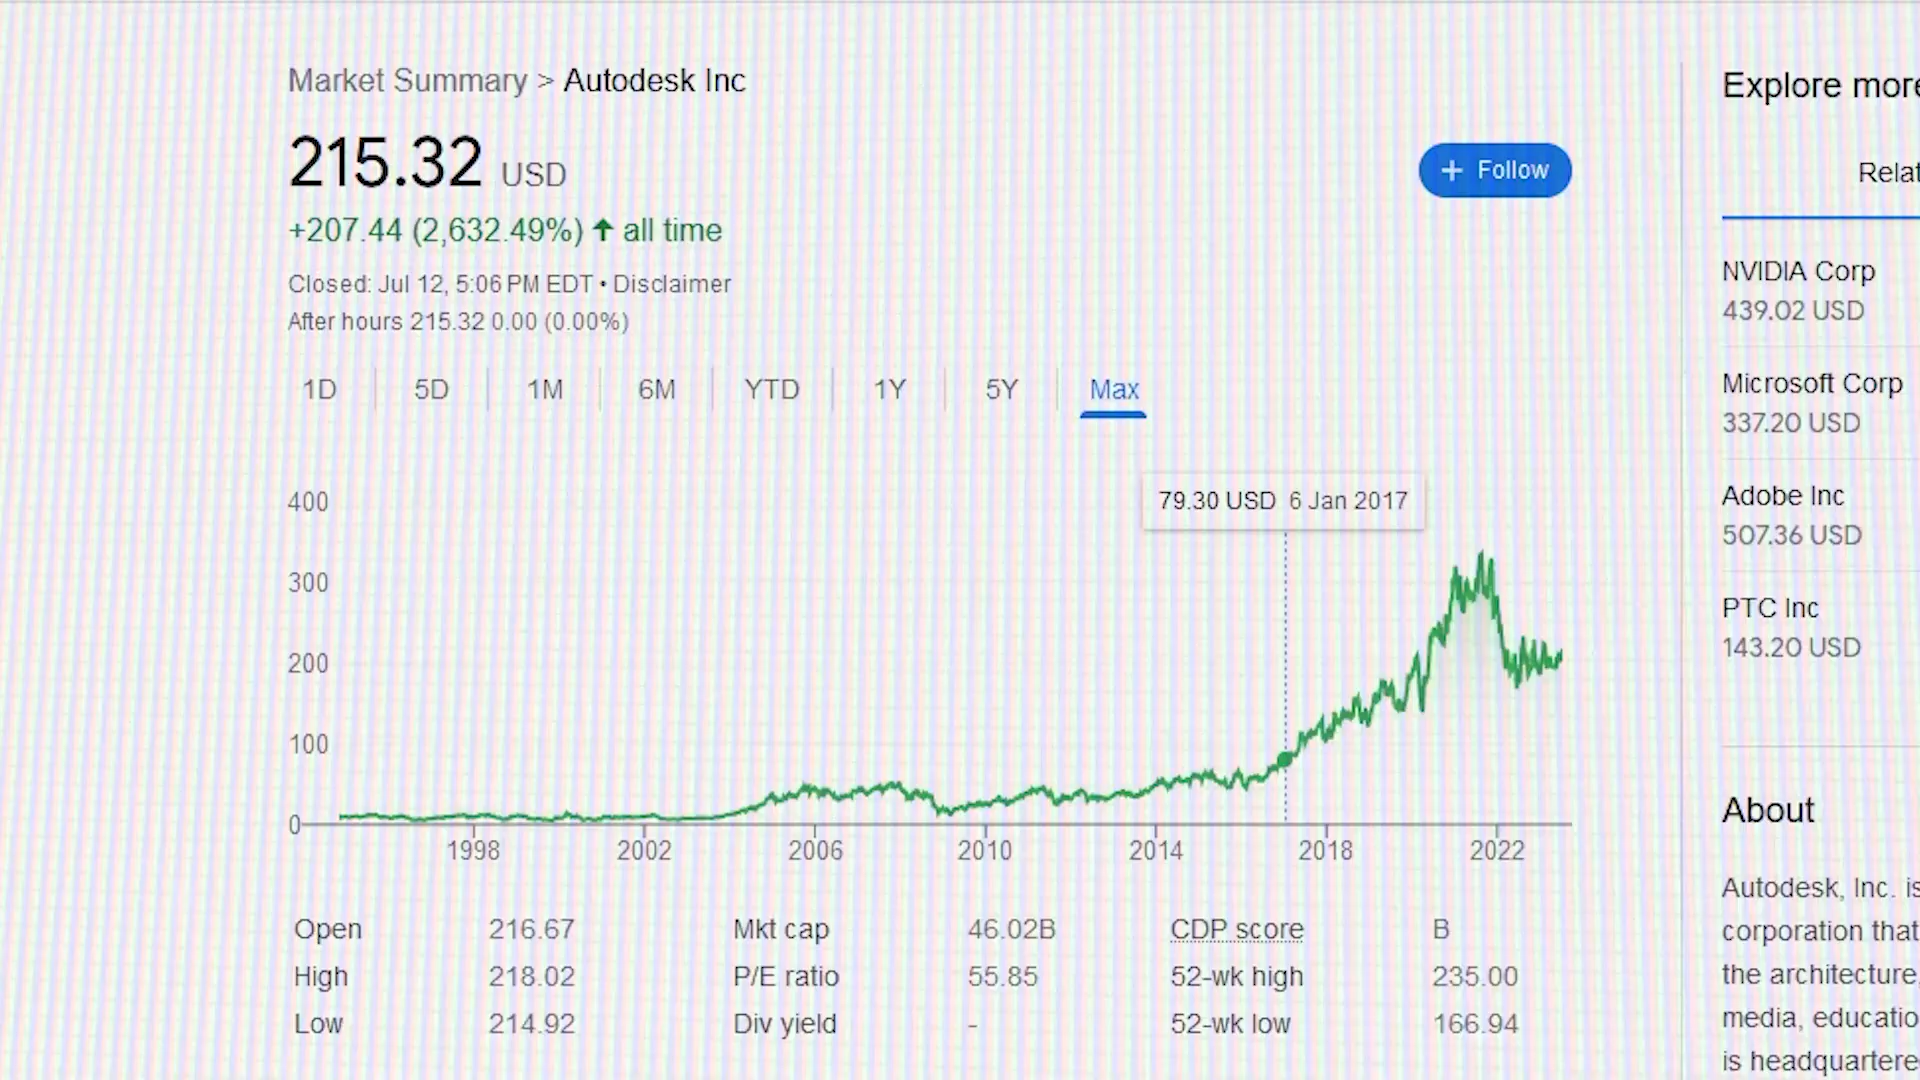 Market Summary > Autodesk Inc
215.32 USD
+207.44 (2,632.49%) ↑ all time
Closed: Jul 12, 5:06 PM EDT • Disclaimer
After hours 215.32 0.00 (0.00%)
+ Follow
1D 5D 1M 6M YTD 1Y 5Y Max
79.30 USD 6 Jan 2017
400
300
200
100
0
1998 2002 2006 2010 2014 2018 2022
Open 216.67 Mkt cap 46.02B CDP score B
High 218.02 P/E ratio 55.85 52-wk high 235.00
Low 214.92 Div yield - 52-wk low 166.94
Explore more
Relat
NVIDIA Corp
439.02 USD
Microsoft Corp
337.20 USD
Adobe Inc
507.36 USD
PTC Inc
143.20 USD
About
Autodesk, Inc. is
corporation that
the architecture,
media, educatio
is headquartere